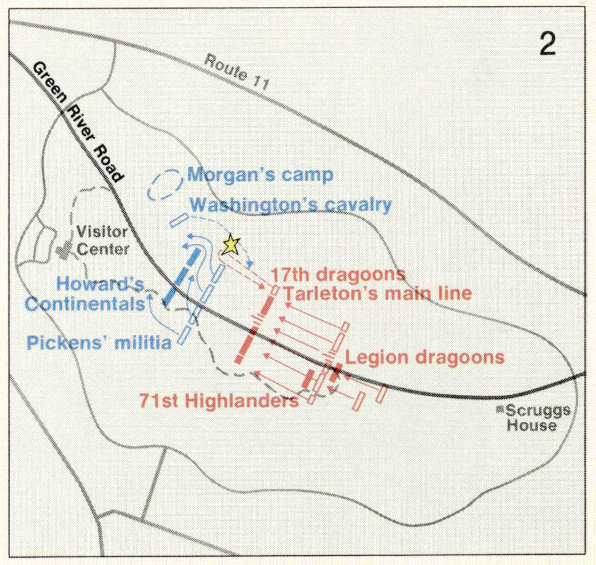 2
Route 11
Green River Road
Morgan's camp
Washington's cavalry
Visitor
Center
17th dragoons
Tarleton's main line
Howard's
Continentals
Pickens' militia
Legion dragoons
71st Highlanders
Scruggs
House